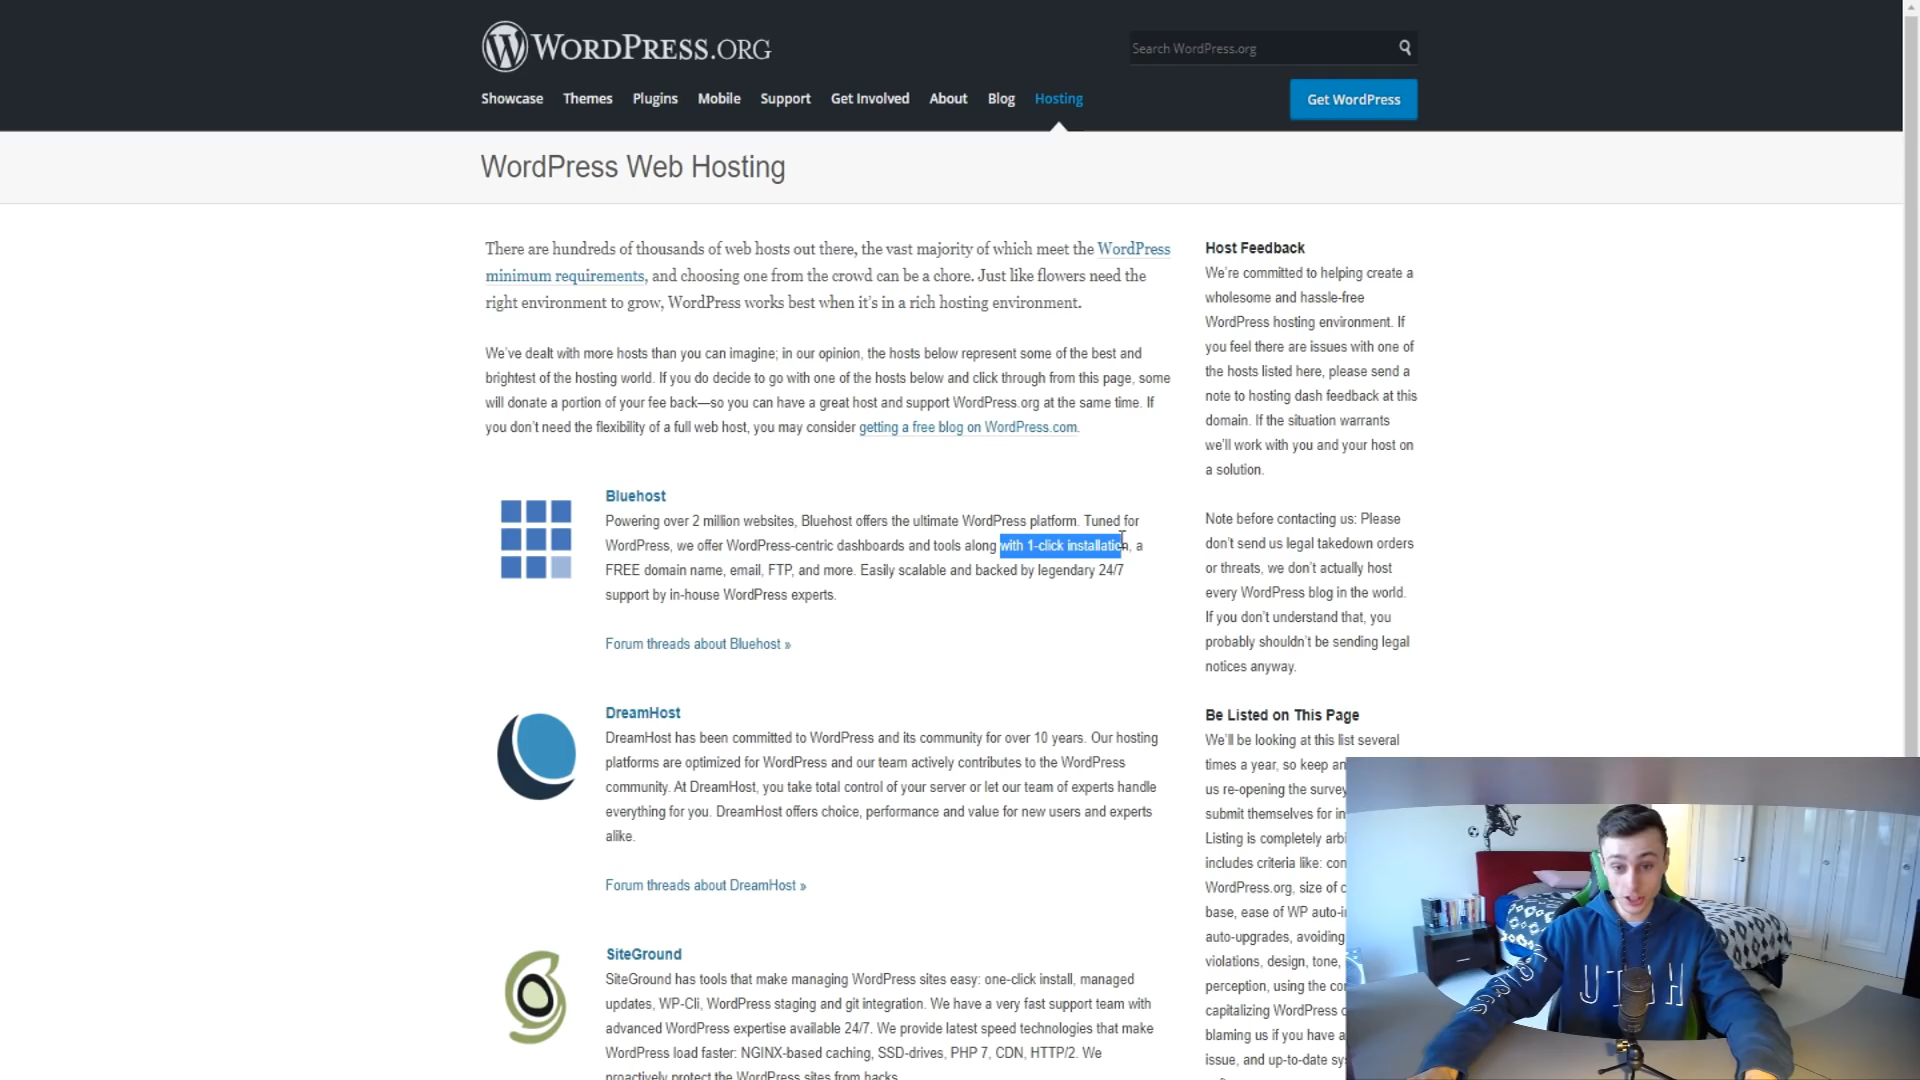 WORDPRESS.ORG
Search WordPress.org
Showcase Themes Plugins Mobile Support Get Involved About Blog Hosting
Get WordPress
WordPress Web Hosting
There are hundreds of thousands of web hosts out there, the vast majority of which meet the WordPress
minimum requirements, and choosing one from the crowd can be a chore. Just like flowers need the
right environment to grow, WordPress works best when it's in a rich hosting environment.
We've dealt with more hosts than you can imagine; in our opinion, the hosts below represent some of the best and
brightest of the hosting world. If you do decide to go with one of the hosts below and click through from this page, some
will donate a portion of your fee back—so you can have a great host and support WordPress.org at the same time. If
you don't need the flexibility of a full web host, you may consider getting a free blog on WordPress.com.
Bluehost
Powering over 2 million websites, Bluehost offers the ultimate WordPress platform. Tuned for
WordPress, we offer WordPress-centric dashboards and tools along with 1-click installation, a
FREE domain name, email, FTP, and more. Easily scalable and backed by legendary 24/7
support by in-house WordPress experts.
Forum threads about Bluehost »
DreamHost
DreamHost has been committed to WordPress and its community for over 10 years. Our hosting
platforms are optimized for WordPress and our team actively contributes to the WordPress
community. At DreamHost, you take total control of your server or let our team of experts handle
everything for you. DreamHost offers choice, performance and value for new users and experts
alike.
Forum threads about DreamHost »
SiteGround
SiteGround has tools that make managing WordPress sites easy: one-click install, managed
updates, WP-Cli, WordPress staging and git integration. We have a very fast support team with
advanced WordPress expertise available 24/7. We provide latest speed technologies that make
WordPress load faster: NGINX-based caching, SSD-drives, PHP 7, CDN, HTTP/2. We
proactively protect the WordPress sites from hacks
Host Feedback
We're committed to helping create a
wholesome and hassle-free
WordPress hosting environment. If
you feel there are issues with one of
the hosts listed here, please send a
note to hosting dash feedback at this
domain. If the situation warrants
we'll work with you and your host on
a solution.
Note before contacting us: Please
don't send us legal takedown orders
or threats, we don't actually host
every WordPress blog in the world.
If you don't understand that, you
probably shouldn't be sending legal
notices anyway.
Be Listed on This Page
We'll be looking at this list several
times a year, so keep an
us re-opening the survey
submit themselves for in
Listing is completely arbi
includes criteria like: con
WordPress.org, size of c
base, ease of WP auto-i
auto-upgrades, avoiding
violations, design, tone,
perception, using the co
capitalizing WordPress
blaming us if you have a
issue, and up-to-date sy
UTAH